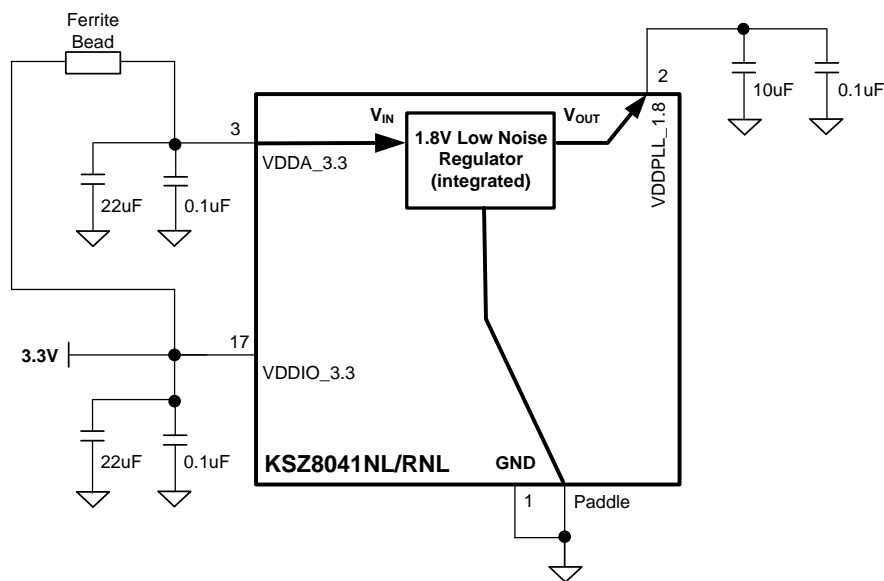 Ferrite
Bead
2
10uF
0.1uF
VDDPLL_1.8
VIN
VOUT
1.8V Low Noise
Regulator
(integrated)
3
VDDA_3.3
22uF
0.1uF
17
3.3V
VDDIO_3.3
22uF
0.1uF
KSZ8041NL/RNL
GND
1
Paddle